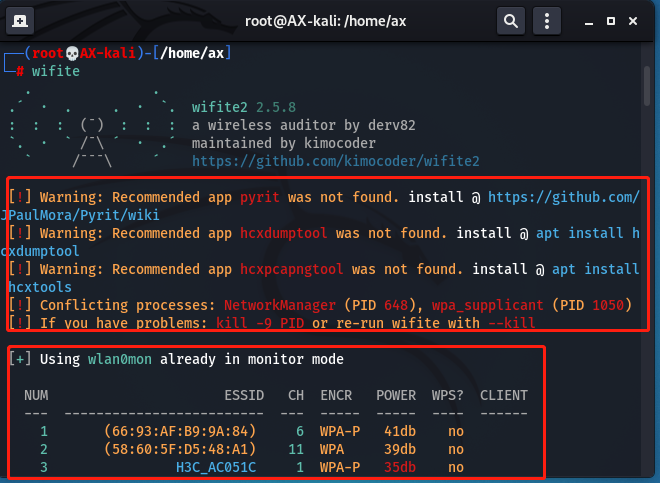 root@AX-kali: /home/ax
(root💀AX-kali)-[/home/ax]
# wifite
wifite2 2.5.8
a wireless auditor by derv82
maintained by kimocoder
https://github.com/kimocoder/wifite2
[!] Warning: Recommended app pyrit was not found. install @ https://github.com/
JPaulMora/Pyrit/wiki
[!] Warning: Recommended app hcxdumptool was not found. install @ apt install h
cxdumptool
[!] Warning: Recommended app hcxpcapngtool was not found. install @ apt install
hcxtools
[!] Conflicting processes: NetworkManager (PID 648), wpa_supplicant (PID 1050)
[!] If you have problems: kill -9 PID or re-run wifite with --kill
[+] Using wlan0mon already in monitor mode
NUM ESSID CH ENCR POWER WPS? CLIENT
--- ------------------------- --- ---- ----- ---- ------
1 (66:93:AF:B9:9A:84) 6 WPA-P 41db no
2 (58:60:5F:D5:48:A1) 11 WPA 39db no
3 H3C_AC051C 1 WPA-P 35db no